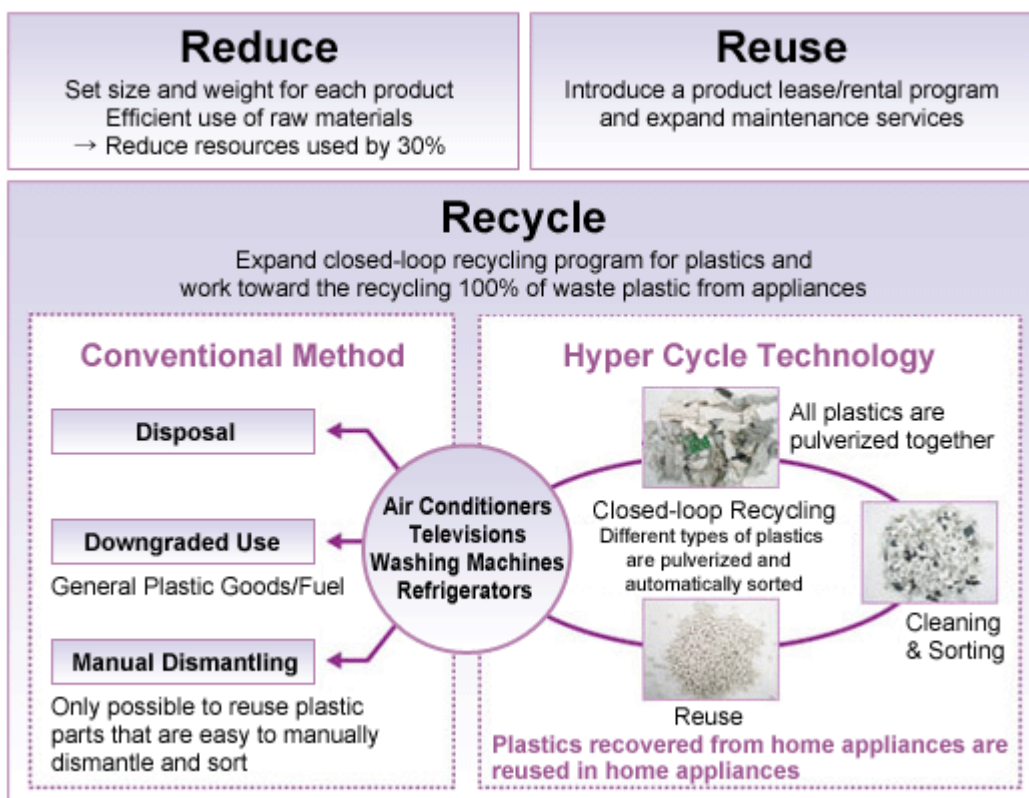 Reduce
Set size and weight for each product
Efficient use of raw materials
→ Reduce resources used by 30%
Reuse
Introduce a product lease/rental program
and expand maintenance services
Recycle
Expand closed-loop recycling program for plastics and
work toward the recycling 100% of waste plastic from appliances
Conventional Method
Disposal
Downgraded Use
General Plastic Goods/Fuel
Manual Dismantling
Only possible to reuse plastic
parts that are easy to manually
dismantle and sort
Air Conditioners
Televisions
Washing Machines
Refrigerators
Hyper Cycle Technology
All plastics are
pulverized together
Closed-loop Recycling
Different types of plastics
are pulverized and
automatically sorted
Cleaning
& Sorting
Reuse
Plastics recovered from home appliances are
reused in home appliances